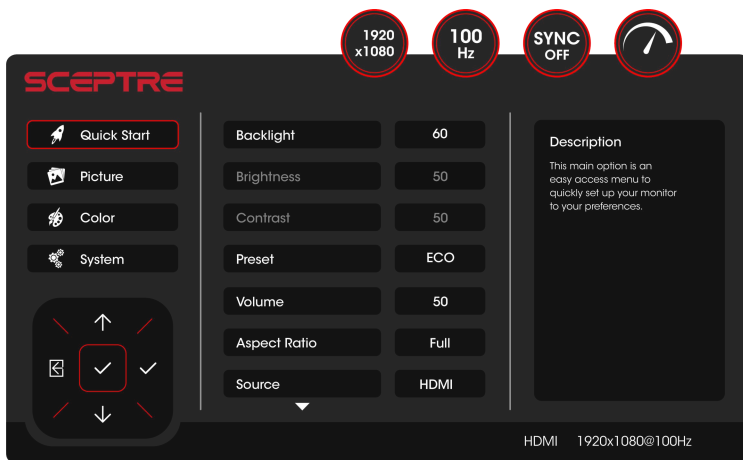 1920
x1080
100
Hz
SYNC
OFF
SCEPTRE
Quick Start
Picture
Color
System
Backlight 60
Brightness 50
Contrast 50
Preset ECO
Volume 50
Aspect Ratio Full
Source HDMI
Description
This main option is an
easy access menu to
quickly set up your monitor
to your preferences.
HDMI 1920x1080@100Hz